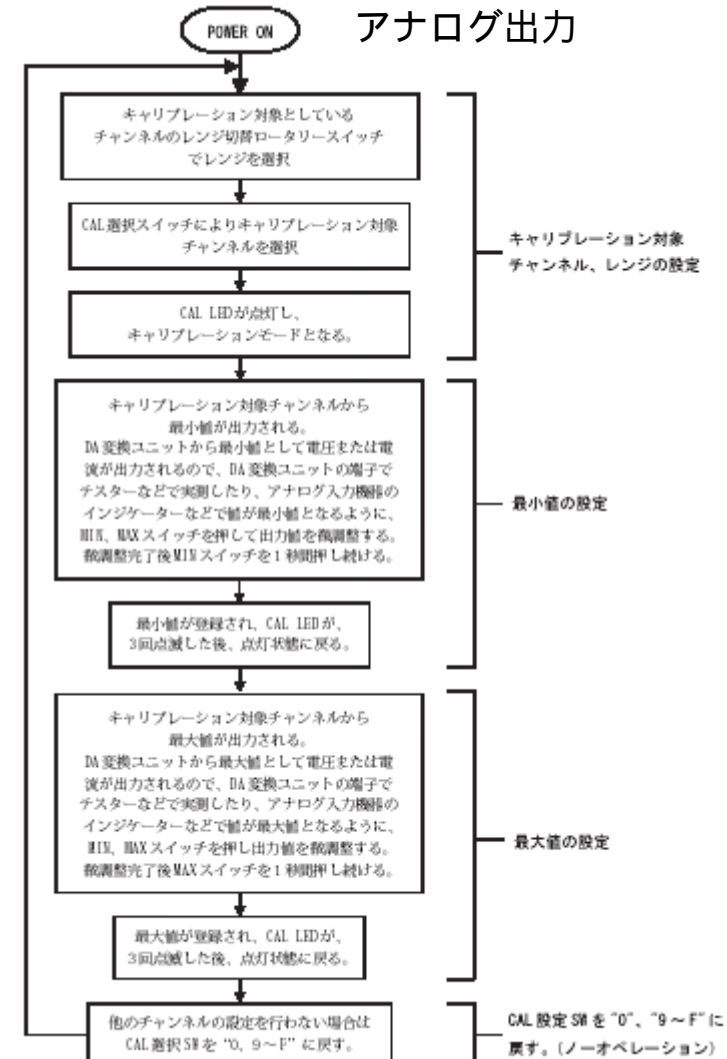 アナログ出力
POWER ON
キャリブレーション対象としている
チャンネルのレンジ切替ロータリースイッチ
でレンジを選択
CAL選択スイッチによりキャリブレーション対象
チャンネルを選択
CAL LEDが点灯し、
キャリブレーションモードとなる。
キャリブレーション対象
チャンネル、レンジの設定
キャリブレーション対象チャンネルから
最小値が出力される。
DA変換ユニットから最小値として電圧または電
流が出力されるので、DA変換ユニットの端子で
テスターなどで実測したり、アナログ入力機器の
インジケーターなどで値が最小値となるように、
MIN、MAXスイッチを押して出力値を微調整する。
微調整完了後MINスイッチを1秒間押し続ける。
最小値が登録され、CAL LEDが、
3回点滅した後、点灯状態に戻る。
最小値の設定
キャリブレーション対象チャンネルから
最大値が出力される。
DA変換ユニットから最大値として電圧または電
流が出力されるので、DA変換ユニットの端子で
テスターなどで実測したり、アナログ入力機器の
インジケーターなどで値が最大値となるように、
MIN、MAXスイッチを押し出力値を微調整する。
微調整完了後MAXスイッチを1秒間押し続ける。
最大値が登録され、CAL LEDが、
3回点滅した後、点灯状態に戻る。
最大値の設定
他のチャンネルの設定を行わない場合は
CAL選択SWを"0、9～F"に戻す。
CAL設定SWを"0"、"9～F"に
戻す。(ノーオペレーション)